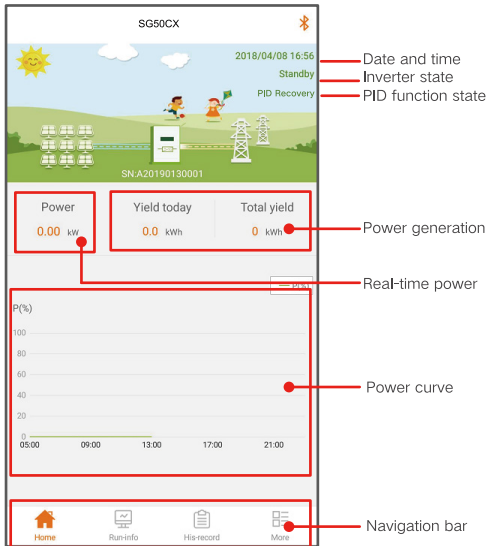 SG50CX
2018/04/08 16:56
Standby
PID Recovery
SN:A20190130001
Power
Yield today
Total yield
0.00 kW
0.0 kWh
0 kWh
P(%)
P(%)
100
80
60
40
20
0
05:00 09:00 13:00 17:00 21:00
Home
Run-info
His-record
More
Date and time
Inverter state
PID function state
Power generation
Real-time power
Power curve
Navigation bar